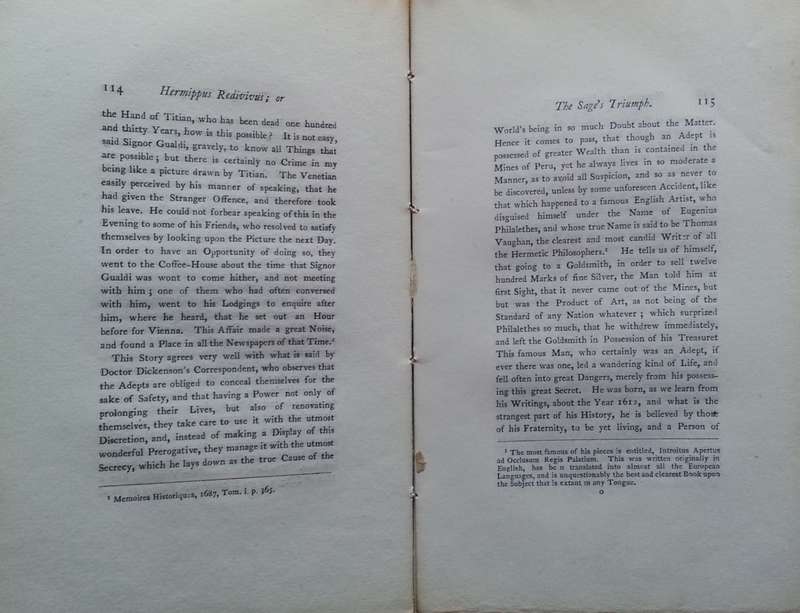 114 Hermippus Redivivus; or
the Hand of Titian, who has been dead one hundred
and thirty Years, how is this possible? It is not easy,
said Signor Gualdi, gravely, to know all Things that
are possible; but there is certainly no Crime in my
being like a picture drawn by Titian. The Venetian
easily perceived by his manner of speaking, that he
had given the Stranger Offence, and therefore took
his leave. He could not forbear speaking of this in the
Evening to some of his Friends, who resolved to satisfy
themselves by looking upon the Picture the next Day.
In order to have an Opportunity of doing so, they
went to the Coffee-House about the time that Signor
Gualdi was wont to come hither, and not meeting
with him; one of them who had often conversed
with him, went to his Lodgings to enquire after
him, where he heard, that he set out an Hour
before for Vienna. This Affair made a great Noise,
and found a Place in all the Newspapers of that Time.¹
This Story agrees very well with what is said by
Doctor Dickenson's Correspondent, who observes that
the Adepts are obliged to conceal themselves for the
sake of Safety, and that having a Power not only of
prolonging their Lives, but also of renovating
themselves, they take care to use it with the utmost
Discretion, and, instead of making a Display of this
wonderful Prerogative, they manage it with the utmost
Secrecy, which he lays down as the true Cause of the
¹ Memoires Historiques, 1687, Tom. i. p. 365.
The Sage's Triumph. 115
World's being in so much Doubt about the Matter.
Hence it comes to pass, that though an Adept is
possessed of greater Wealth than is contained in the
Mines of Peru, yet he always lives in so moderate a
Manner, as to avoid all Suspicion, and so as never to
be discovered, unless by some unforeseen Accident, like
that which happened to a famous English Artist, who
disguised himself under the Name of Eugenius
Philalethes, and whose true Name is said to be Thomas
Vaughan, the clearest and most candid Writer of all
the Hermetic Philosophers.¹ He tells us of himself,
that going to a Goldsmith, in order to sell twelve
hundred Marks of fine Silver, the Man told him at
first Sight, that it never came out of the Mines, but
but was the Product of Art, as not being of the
Standard of any Nation whatever; which surprized
Philalethes so much, that he withdrew immediately,
and left the Goldsmith in Possession of his Treasuret
This famous Man, who certainly was an Adept, if
ever there was one, led a wandering kind of Life, and
fell often into great Dangers, merely from his possess-
ing this great Secret. He was born, as we learn from
his Writings, about the Year 1612, and what is the
strangest part of his History, he is believed by those
of his Fraternity, to be yet living, and a Person of
¹ The most famous of his pieces is entitled, Introitus Apertus
ad Occlusum Regis Palatium. This was written originally in
English, has been translated into almost all the European
Languages, and is unquestionably the best and clearest Book upon
the Subject that is extant in any Tongue.
o